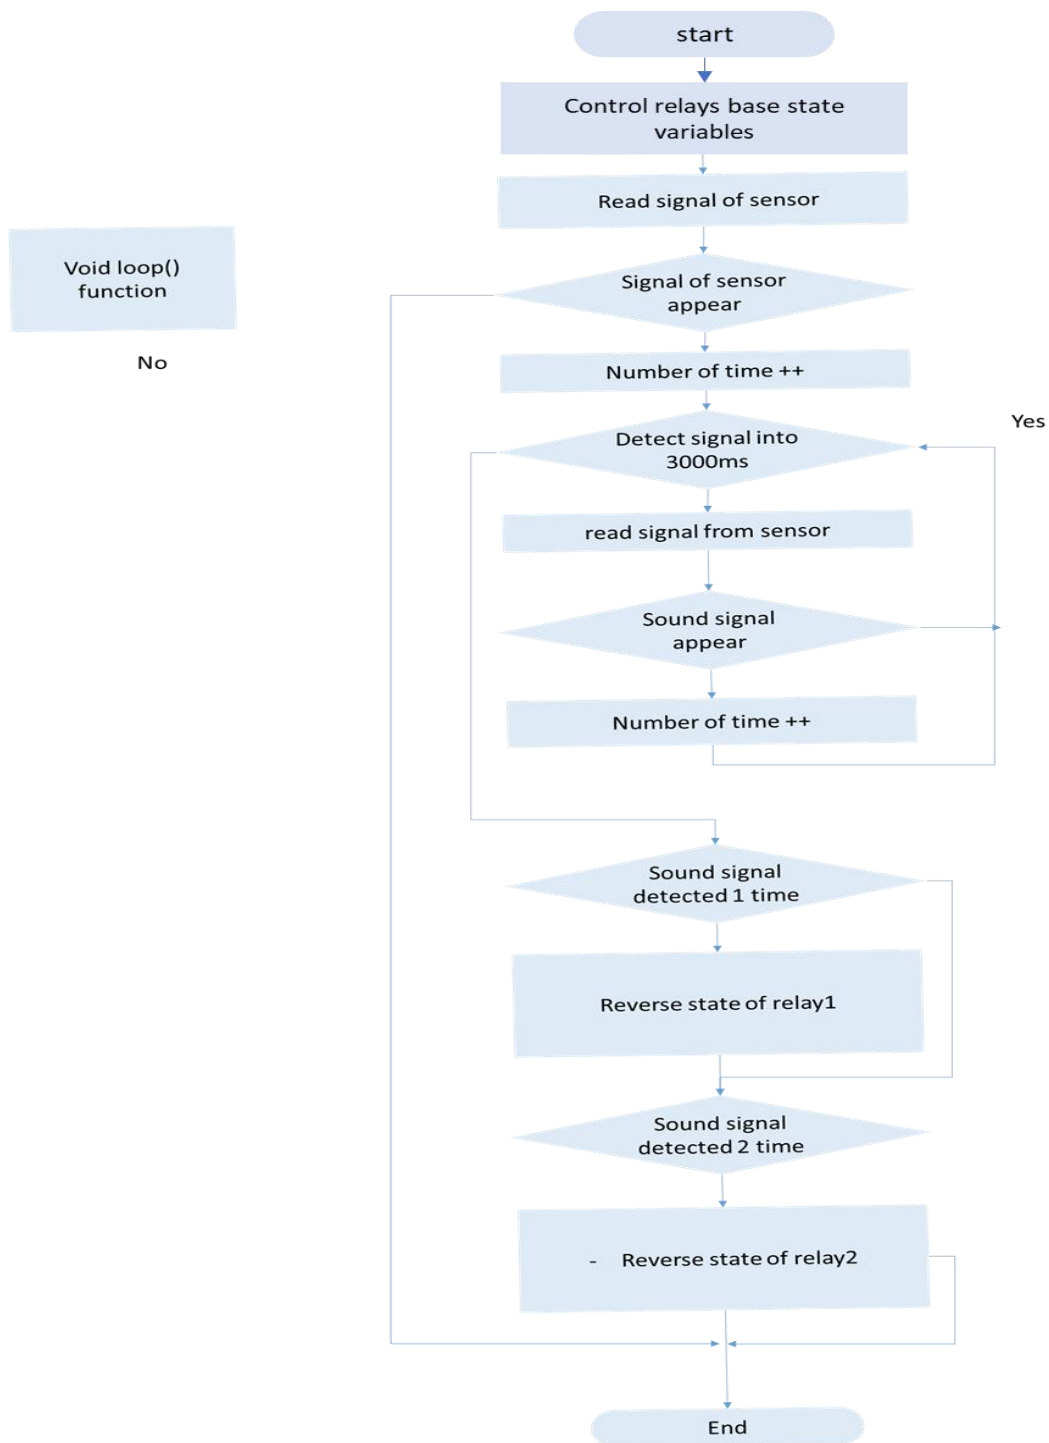 start
Control relays base state
variables
Read signal of sensor
Void loop()
function
Signal of sensor
appear
No
Number of time ++
Yes
Detect signal into
3000ms
read signal from sensor
Sound signal
appear
Number of time ++
Sound signal
detected 1 time
Reverse state of relay1
Sound signal
detected 2 time
- Reverse state of relay2
End